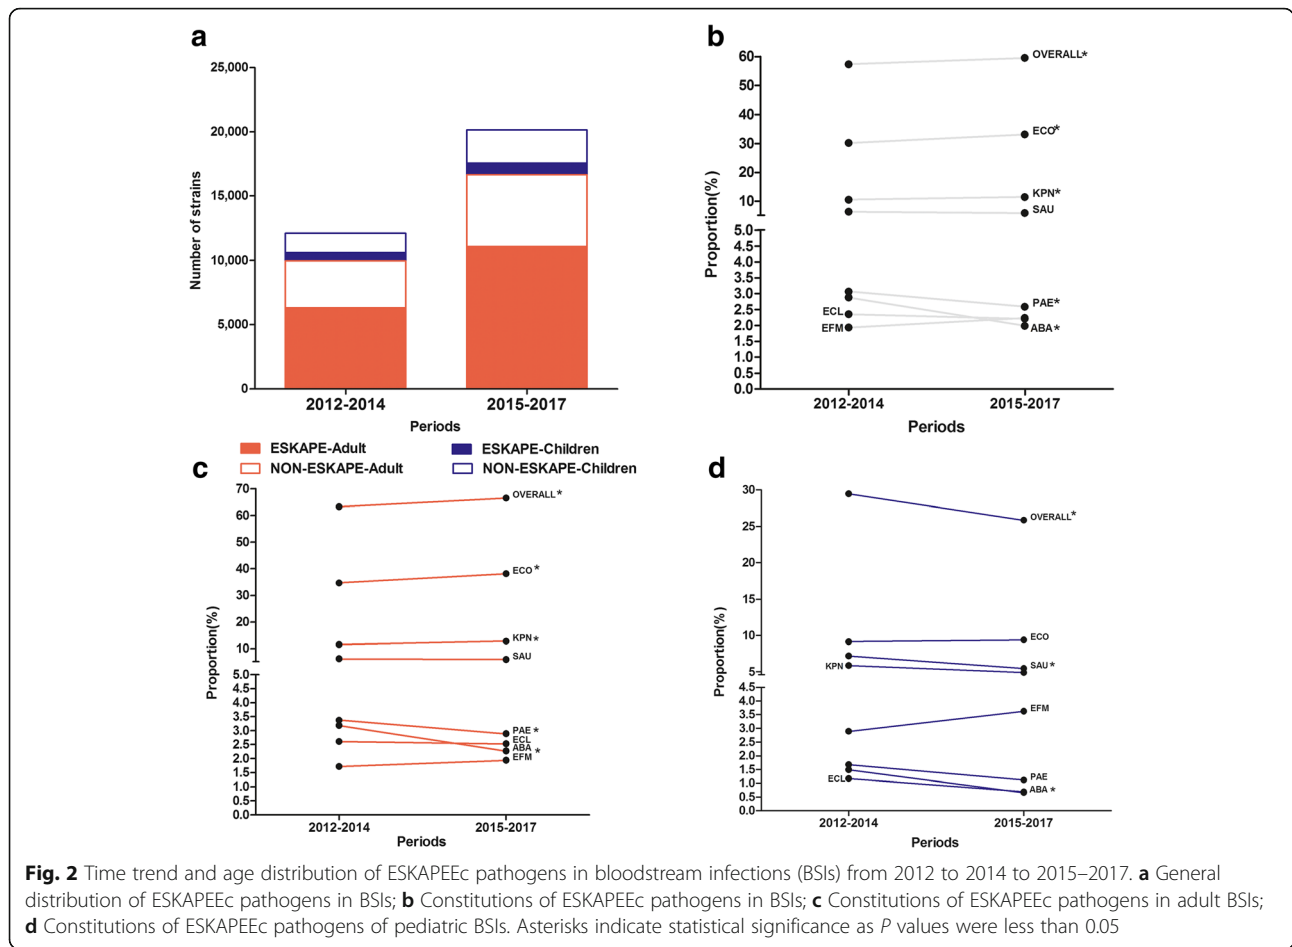 a
25,000
20,000
15,000
10,000
5,000
0
Number of strains
2012-2014
2015-2017
Periods
ESKAPE-Adult
ESKAPE-Children
NON-ESKAPE-Adult
NON-ESKAPE-Children
b
60
50
40
30
20
10
5.0
4.5
4.0
3.5
3.0
2.5
2.0
1.5
1.0
0.5
0.0
Proportion(%)
OVERALL*
ECO*
KPN*
SAU
PAE*
ECL
EFM
ABA*
2012-2014
2015-2017
Periods
c
70
60
50
40
30
20
10
5.0
4.5
4.0
3.5
3.0
2.5
2.0
1.5
1.0
0.5
0.0
Proportion(%)
OVERALL*
ECO*
KPN*
SAU
PAE*
ECL
ABA*
EFM
2012-2014
2015-2017
Periods
d
30
25
20
15
10
5
4.5
4.0
3.5
3.0
2.5
2.0
1.5
1.0
0.5
0.0
Proportion(%)
OVERALL*
ECO
SAU*
KPN
EFM
PAE
ECL
ABA*
2012-2014
2015-2017
Periods
Fig. 2 Time trend and age distribution of ESKAPEEc pathogens in bloodstream infections (BSIs) from 2012 to 2014 to 2015–2017. a General
distribution of ESKAPEEc pathogens in BSIs; b Constitutions of ESKAPEEc pathogens in BSIs; c Constitutions of ESKAPEEc pathogens in adult BSIs;
d Constitutions of ESKAPEEc pathogens of pediatric BSIs. Asterisks indicate statistical significance as P values were less than 0.05